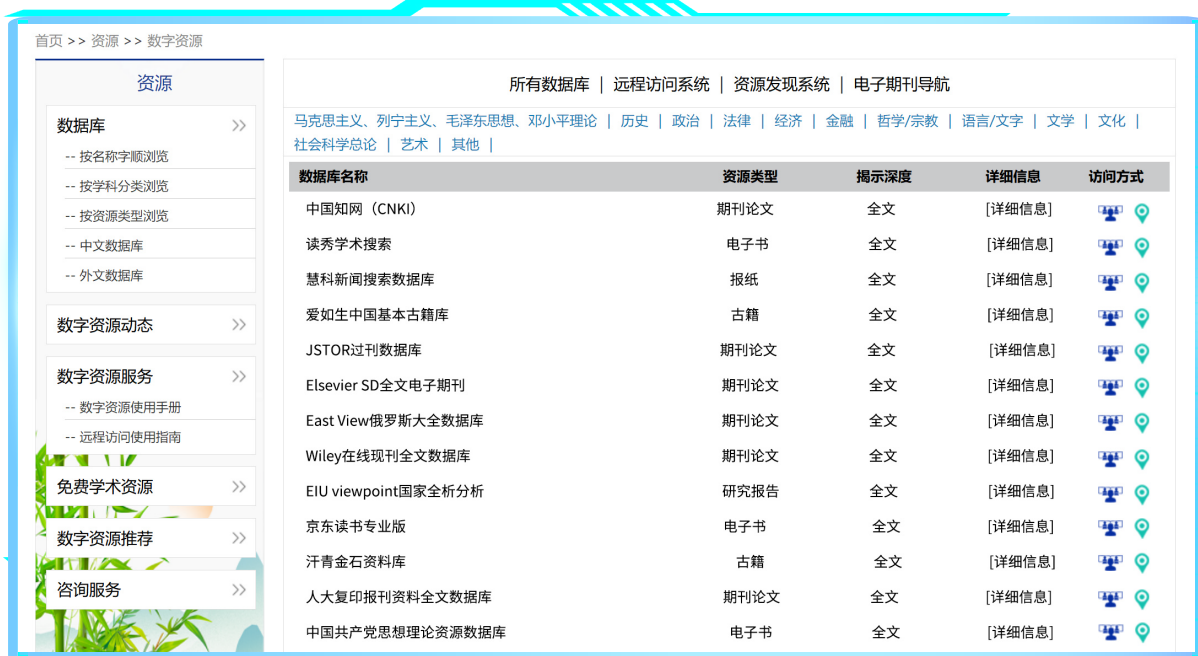 首页 >> 资源 >> 数字资源
资源
数据库 >>
-- 按名称字顺浏览
-- 按学科分类浏览
-- 按资源类型浏览
-- 中文数据库
-- 外文数据库
数字资源动态 >>
数字资源服务 >>
-- 数字资源使用手册
-- 远程访问使用指南
免费学术资源 >>
数字资源推荐 >>
咨询服务 >>
所有数据库 | 远程访问系统 | 资源发现系统 | 电子期刊导航
马克思主义、列宁主义、毛泽东思想、邓小平理论 | 历史 | 政治 | 法律 | 经济 | 金融 | 哲学/宗教 | 语言/文字 | 文学 | 文化 |
社会科学总论 | 艺术 | 其他 |
数据库名称 资源类型 揭示深度 详细信息 访问方式
中国知网（CNKI） 期刊论文 全文 [详细信息]
读秀学术搜索 电子书 全文 [详细信息]
慧科新闻搜索数据库 报纸 全文 [详细信息]
爱如生中国基本古籍库 古籍 全文 [详细信息]
JSTOR过刊数据库 期刊论文 全文 [详细信息]
Elsevier SD全文电子期刊 期刊论文 全文 [详细信息]
East View俄罗斯大全数据库 期刊论文 全文 [详细信息]
Wiley在线现刊全文数据库 期刊论文 全文 [详细信息]
EIU viewpoint国家全析分析 研究报告 全文 [详细信息]
京东读书专业版 电子书 全文 [详细信息]
汗青金石资料库 古籍 全文 [详细信息]
人大复印报刊资料全文数据库 期刊论文 全文 [详细信息]
中国共产党思想理论资源数据库 电子书 全文 [详细信息]